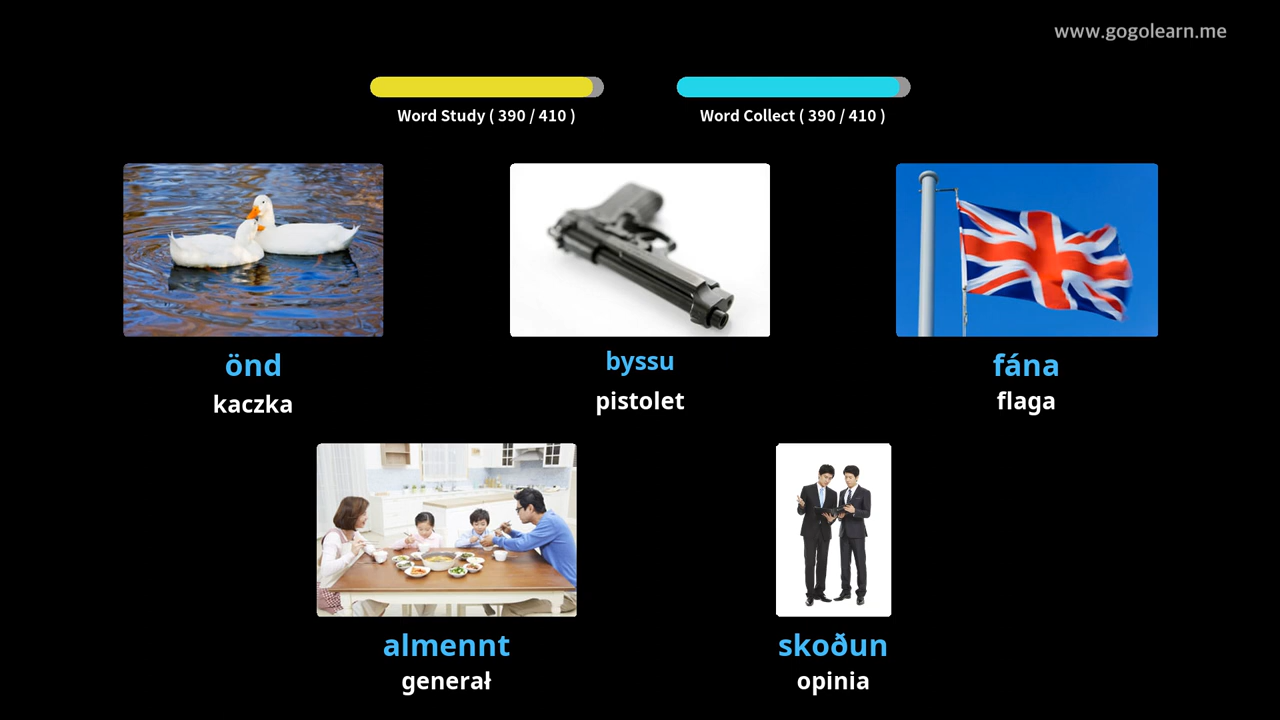 www.gogolearn.me
Word Study ( 390 / 410 )
Word Collect ( 390 / 410 )
önd
byssu
fána
kaczka
pistolet
flaga
almennt
skoðun
generał
opinia